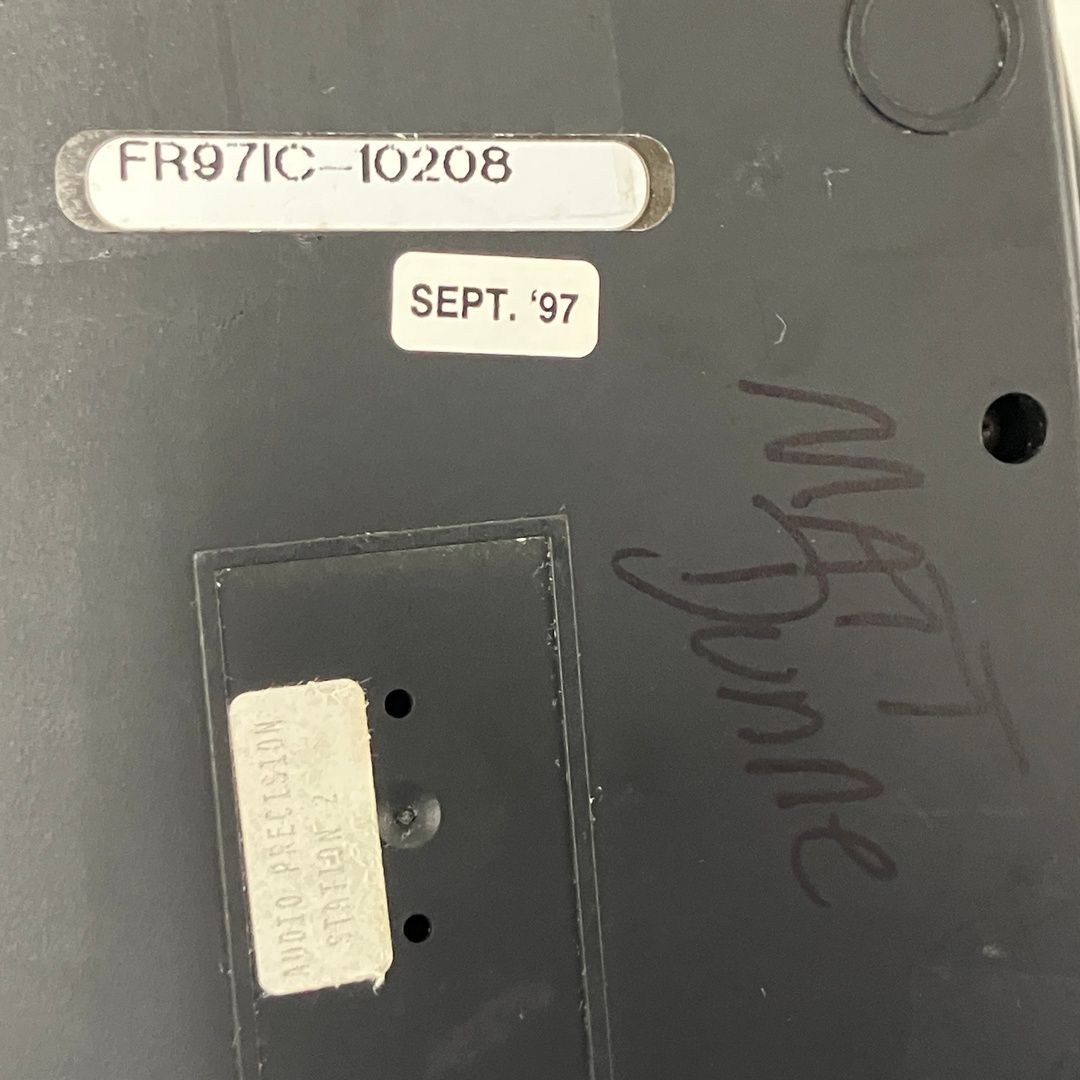 FR97IC-10208
SEPT. '97
MATT
Dunne
AUDIO PRECISION
STATION 2